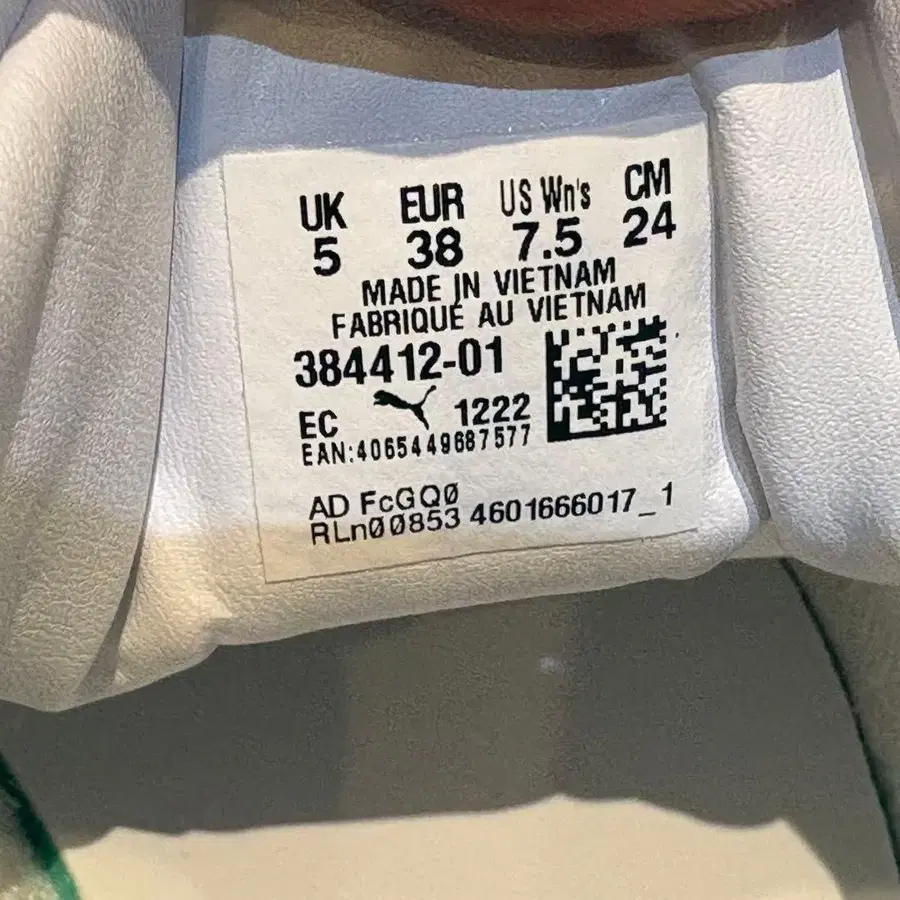 UK EUR US Wn's CM
5 38 7.5 24
MADE IN VIETNAM
FABRIQUÉ AU VIETNAM
384412-01
EC 1222
EAN:4065449687577
AD FcGQ0
RLn00853 4601666017_1